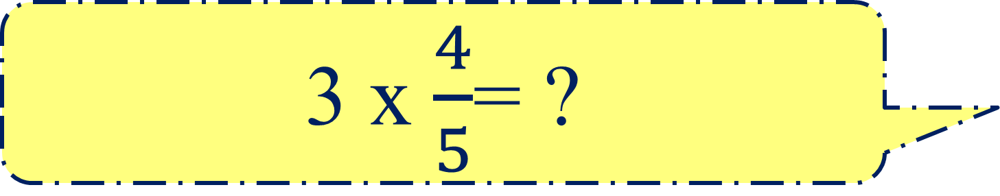 3 x 4/5 = ?